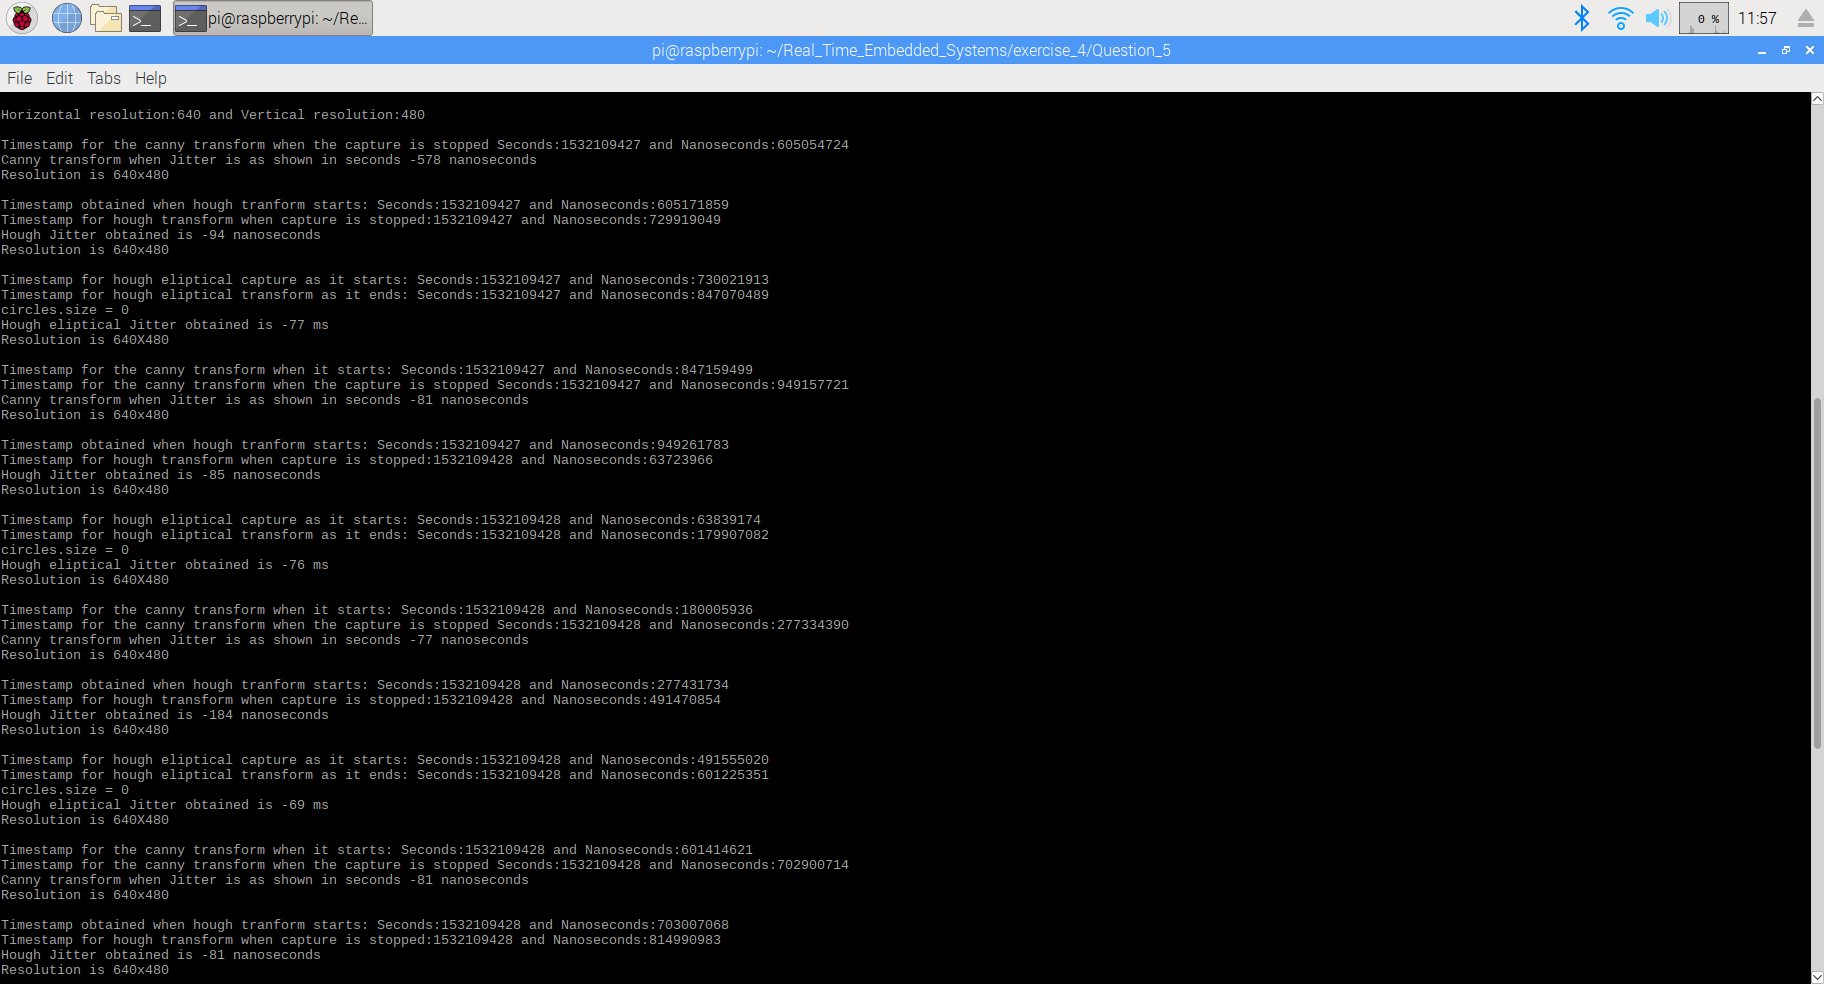 pi@raspberrypi: ~/Re...
0 %
11:57
pi@raspberrypi: ~/Real_Time_Embedded_Systems/exercise_4/Question_5
File Edit Tabs Help
Horizontal resolution:640 and Vertical resolution:480
Timestamp for the canny transform when the capture is stopped Seconds:1532109427 and Nanoseconds:605054724
Canny transform when Jitter is as shown in seconds -578 nanoseconds
Resolution is 640x480
Timestamp obtained when hough tranform starts: Seconds:1532109427 and Nanoseconds:605171859
Timestamp for hough transform when capture is stopped:1532109427 and Nanoseconds:729919049
Hough Jitter obtained is -94 nanoseconds
Resolution is 640x480
Timestamp for hough eliptical capture as it starts: Seconds:1532109427 and Nanoseconds:730021913
Timestamp for hough eliptical transform as it ends: Seconds:1532109427 and Nanoseconds:847070489
circles.size = 0
Hough eliptical Jitter obtained is -77 ms
Resolution is 640X480
Timestamp for the canny transform when it starts: Seconds:1532109427 and Nanoseconds:847159499
Timestamp for the canny transform when the capture is stopped Seconds:1532109427 and Nanoseconds:949157721
Canny transform when Jitter is as shown in seconds -81 nanoseconds
Resolution is 640x480
Timestamp obtained when hough tranform starts: Seconds:1532109427 and Nanoseconds:949261783
Timestamp for hough transform when capture is stopped:1532109428 and Nanoseconds:63723966
Hough Jitter obtained is -85 nanoseconds
Resolution is 640x480
Timestamp for hough eliptical capture as it starts: Seconds:1532109428 and Nanoseconds:63839174
Timestamp for hough eliptical transform as it ends: Seconds:1532109428 and Nanoseconds:179907082
circles.size = 0
Hough eliptical Jitter obtained is -76 ms
Resolution is 640X480
Timestamp for the canny transform when it starts: Seconds:1532109428 and Nanoseconds:180005936
Timestamp for the canny transform when the capture is stopped Seconds:1532109428 and Nanoseconds:277334390
Canny transform when Jitter is as shown in seconds -77 nanoseconds
Resolution is 640x480
Timestamp obtained when hough tranform starts: Seconds:1532109428 and Nanoseconds:277431734
Timestamp for hough transform when capture is stopped:1532109428 and Nanoseconds:491470854
Hough Jitter obtained is -184 nanoseconds
Resolution is 640x480
Timestamp for hough eliptical capture as it starts: Seconds:1532109428 and Nanoseconds:491555020
Timestamp for hough eliptical transform as it ends: Seconds:1532109428 and Nanoseconds:601225351
circles.size = 0
Hough eliptical Jitter obtained is -69 ms
Resolution is 640X480
Timestamp for the canny transform when it starts: Seconds:1532109428 and Nanoseconds:601414621
Timestamp for the canny transform when the capture is stopped Seconds:1532109428 and Nanoseconds:702900714
Canny transform when Jitter is as shown in seconds -81 nanoseconds
Resolution is 640x480
Timestamp obtained when hough tranform starts: Seconds:1532109428 and Nanoseconds:703007068
Timestamp for hough transform when capture is stopped:1532109428 and Nanoseconds:814990983
Hough Jitter obtained is -81 nanoseconds
Resolution is 640x480